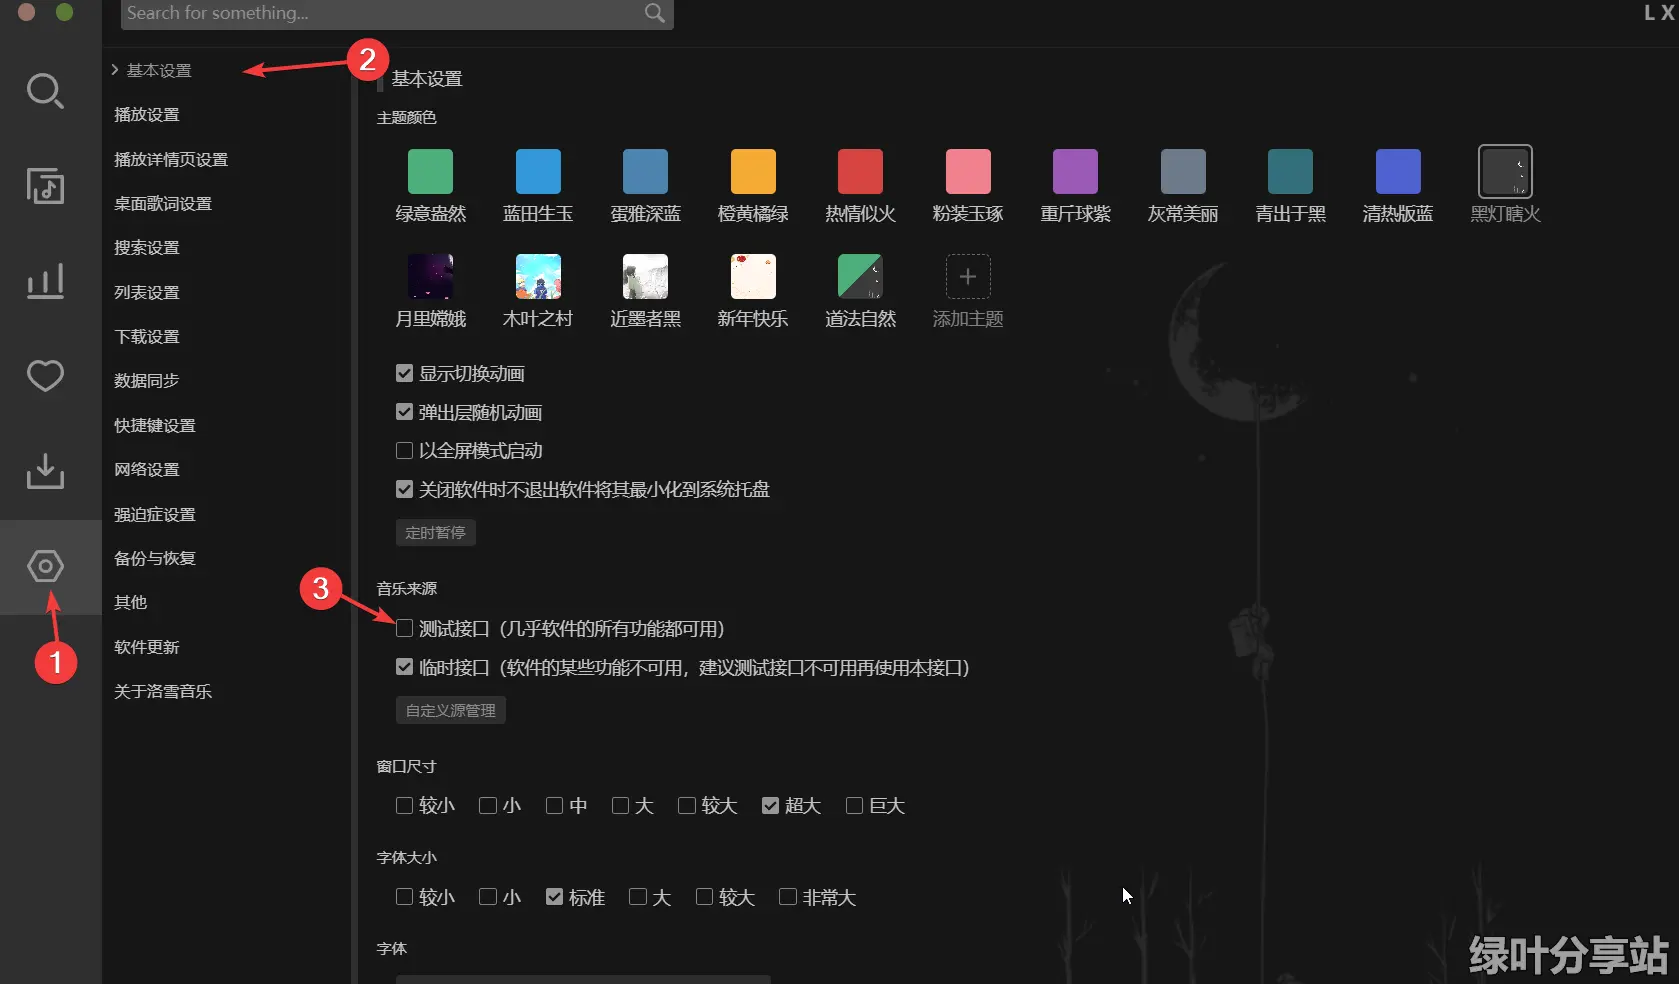 Search for something...
L X
基本设置
播放设置
播放详情页设置
桌面歌词设置
搜索设置
列表设置
下载设置
数据同步
快捷键设置
网络设置
强迫症设置
备份与恢复
其他
软件更新
关于洛雪音乐
1
2
3
基本设置
主题颜色
绿意盎然 蓝田生玉 蛋雅深蓝 橙黄橘绿 热情似火 粉装玉琢 重斤球紫 灰常美丽 青出于黑 清热版蓝 黑灯瞎火
月里嫦娥 木叶之村 近墨者黑 新年快乐 道法自然 添加主题
显示切换动画
弹出层随机动画
以全屏模式启动
关闭软件时不退出软件将其最小化到系统托盘
定时暂停
音乐来源
测试接口（几乎软件的所有功能都可用）
临时接口（软件的某些功能不可用，建议测试接口不可用再使用本接口）
自定义源管理
窗口尺寸
较小 小 中 大 较大 超大 巨大
字体大小
较小 小 标准 大 较大 非常大
字体
绿叶分享站